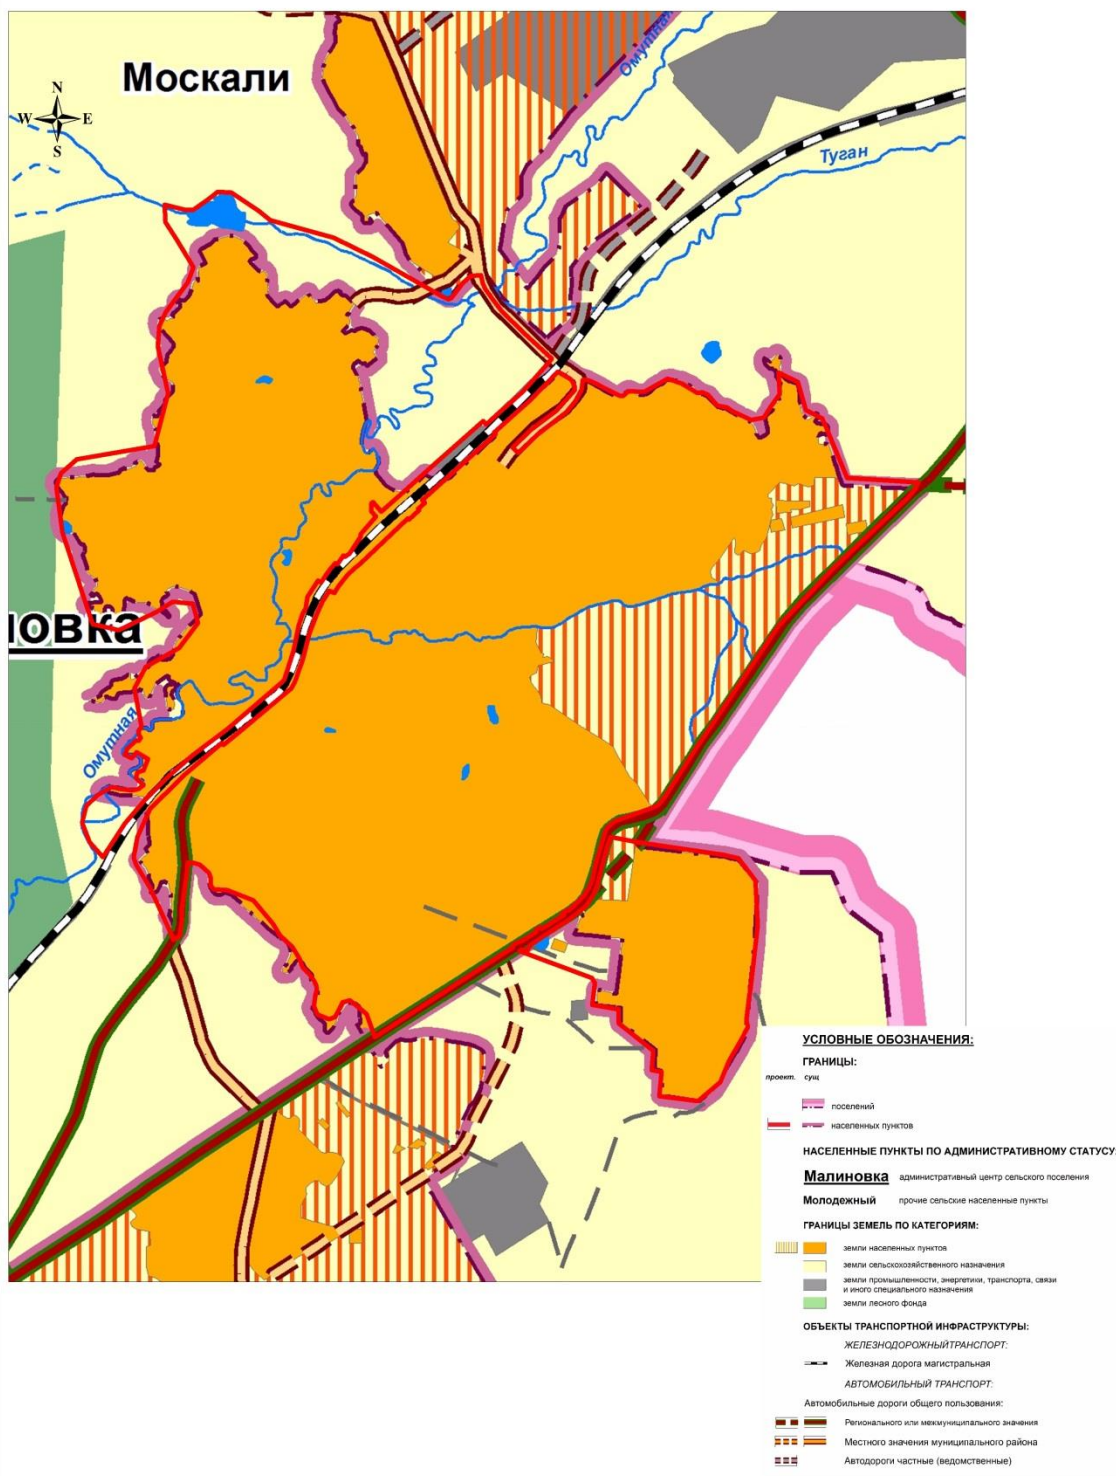 Москали
N
W E
S
Омутная
Туган
ювка
Омутная
УСЛОВНЫЕ ОБОЗНАЧЕНИЯ:
ГРАНИЦЫ:
проект. сущ
поселений
населенных пунктов
НАСЕЛЕННЫЕ ПУНКТЫ ПО АДМИНИСТРАТИВНОМУ СТАТУСУ:
Малиновка административный центр сельского поселения
Молодежный прочие сельские населенные пункты
ГРАНИЦЫ ЗЕМЕЛЬ ПО КАТЕГОРИЯМ:
земли населенных пунктов
земли сельскохозяйственного назначения
земли промышленности, энергетики, транспорта, связи
и иного специального назначения
земли лесного фонда
ОБЪЕКТЫ ТРАНСПОРТНОЙ ИНФРАСТРУКТУРЫ:
ЖЕЛЕЗНОДОРОЖНЫЙТРАНСПОРТ:
Железная дорога магистральная
АВТОМОБИЛЬНЫЙ ТРАНСПОРТ:
Автомобильные дороги общего пользования:
Регионального или межмуниципального значения
Местного значения муниципального района
Автодороги частные (ведомственные)